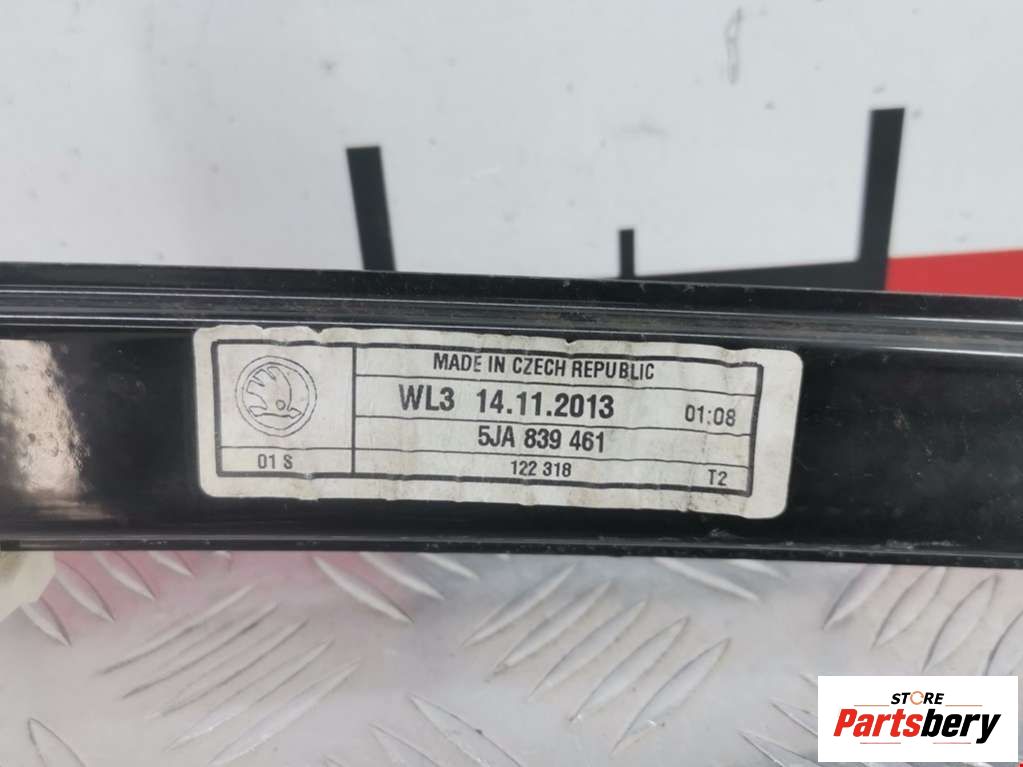 MADE IN CZECH REPUBLIC
WL3 14.11.2013 01:08
5JA 839 461
01 S 122 318 T2
STORE
Partsbery